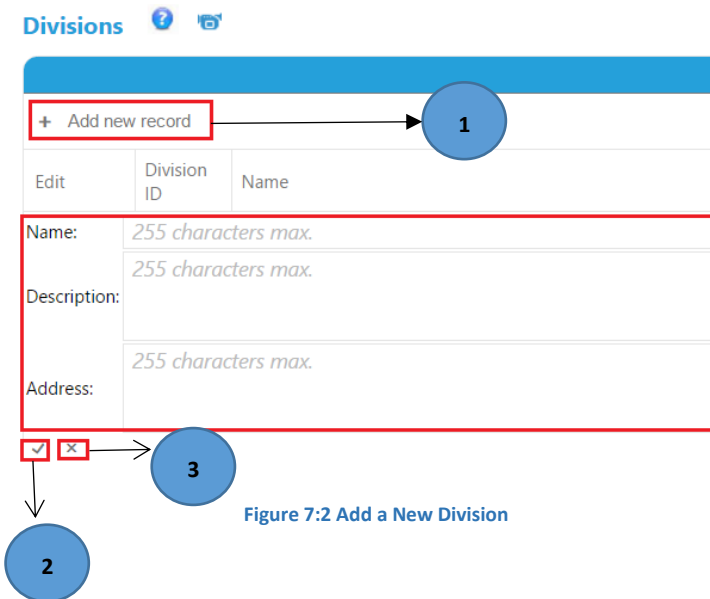 Divisions
+ Add new record
1
Edit
Division
ID
Name
Name:
255 characters max.
255 characters max.
Description:
255 characters max.
Address:
3
Figure 7:2 Add a New Division
2